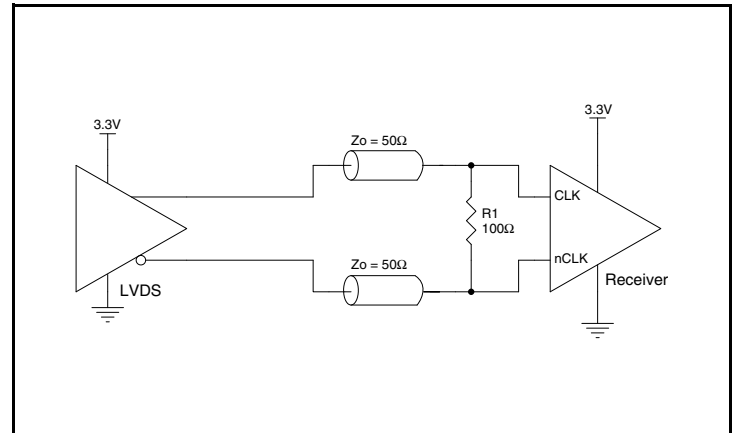 3.3V
3.3V
Zo = 50Ω
CLK
R1
100Ω
Zo = 50Ω
nCLK
LVDS
Receiver